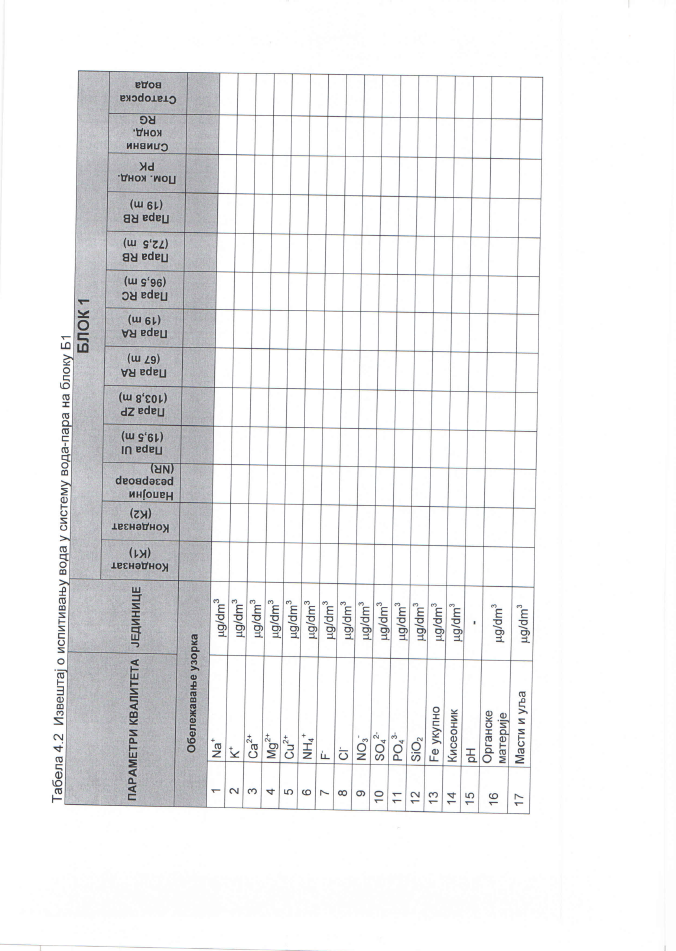 Табела 4.2 Извештај о испитивању вода у систему вода-пара на блоку Б1
ПАРАМЕТРИ КВАЛИТЕТА ЈЕДИНИЦЕ БЛОК 1
Кондензат
(К1)
Кондензат
(К2)
Напојни
резервоар
(NR)
Пара UI
(19,5 m)
Пара ZP
(103,8 m)
Пара RA
(67 m)
Пара RA
(19 m)
Пара RC
(96,5 m)
Пара RB
(72,5 m)
Пара RB
(19 m)
Пом. конд.
РК
Сливни
конд.
RG
Статорска
вода
Обележавање узорка
1 Na⁺ µg/dm³
2 K⁺ µg/dm³
3 Ca²⁺ µg/dm³
4 Mg²⁺ µg/dm³
5 Cu²⁺ µg/dm³
6 NH₄⁺ µg/dm³
7 F⁻ µg/dm³
8 Cl⁻ µg/dm³
9 NO₃⁻ µg/dm³
10 SO₄²⁻ µg/dm³
11 PO₄³⁻ µg/dm³
12 SiO₂ µg/dm³
13 Fe укупно µg/dm³
14 Кисеоник µg/dm³
15 pH -
16 Органске
материје µg/dm³
17 Масти и уља µg/dm³